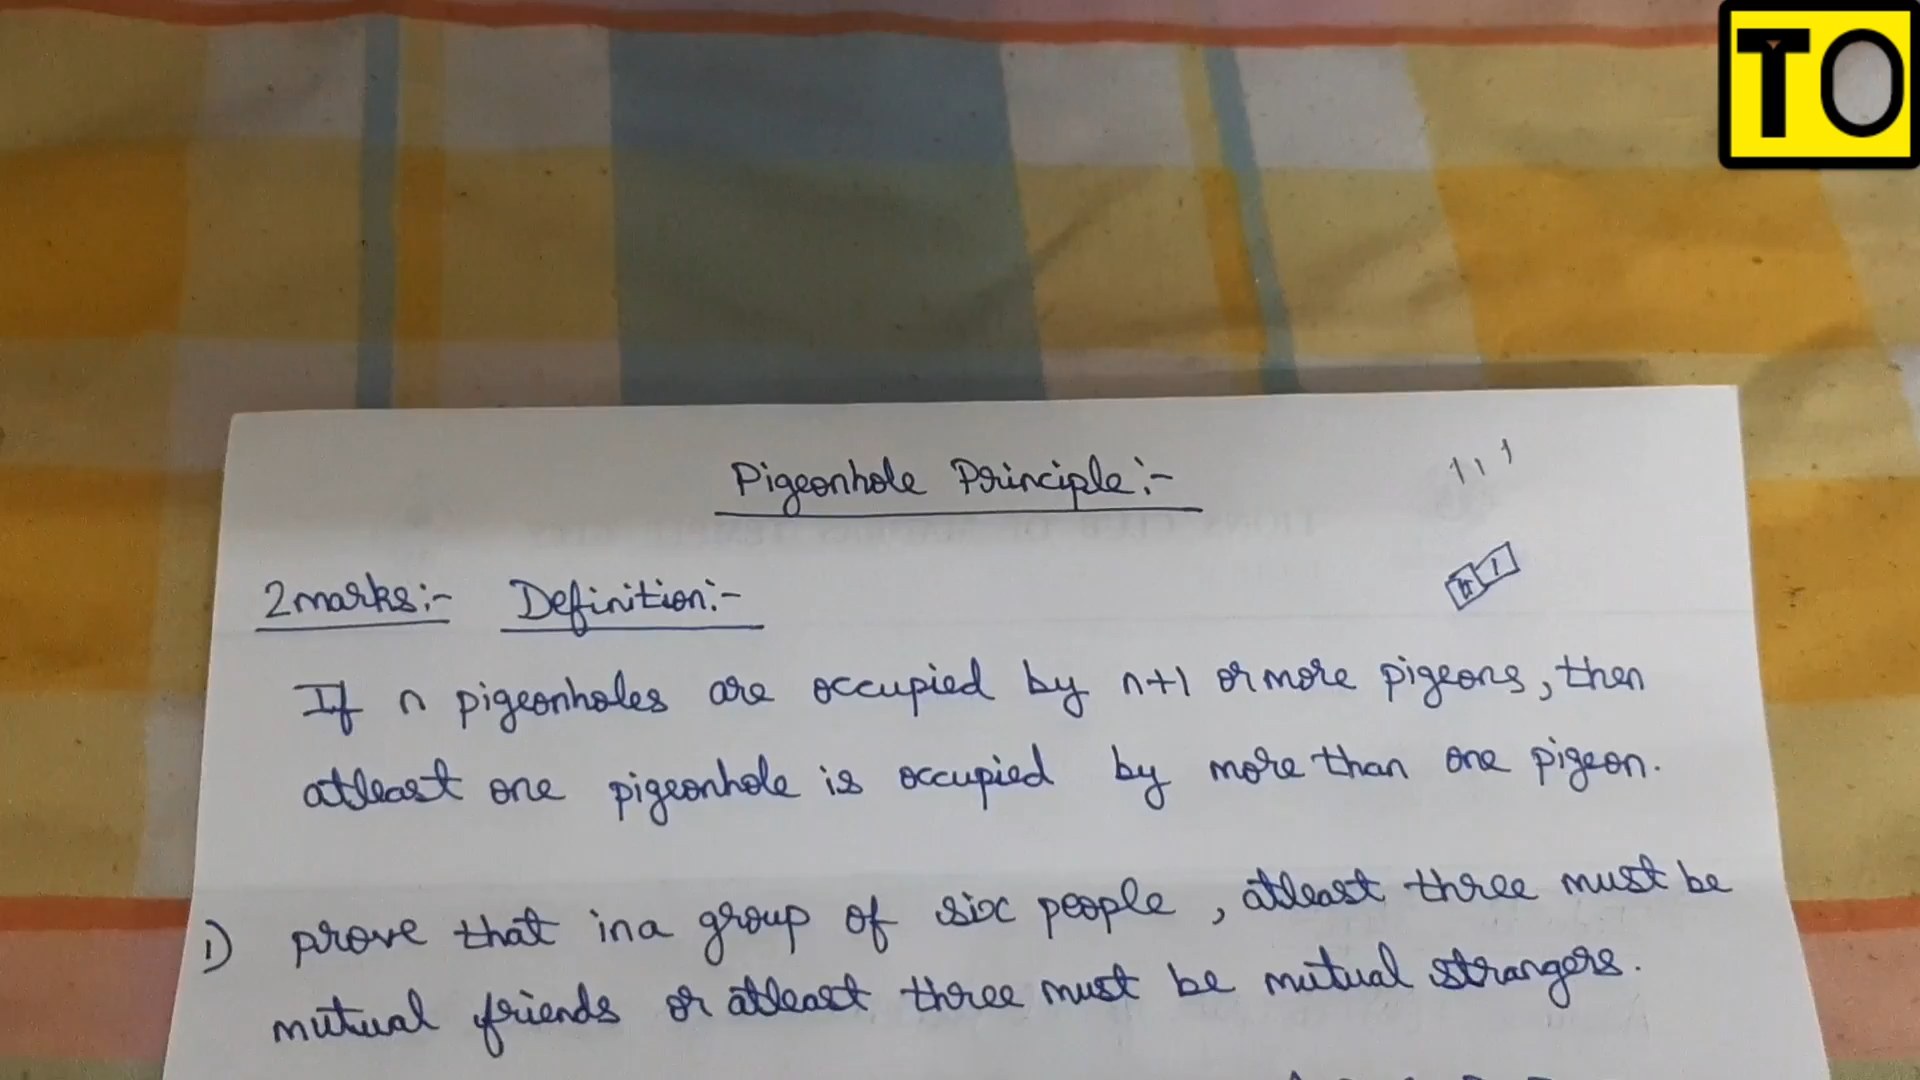 TO
Pigeonhole Principle:-
2marks:- Definition:-
If n pigeonholes are occupied by n+1 or more pigeons, then
atleast one pigeonhole is occupied by more than one pigeon.
1) prove that in a group of six people, atleast three must be
mutual friends or atleast three must be mutual strangers.